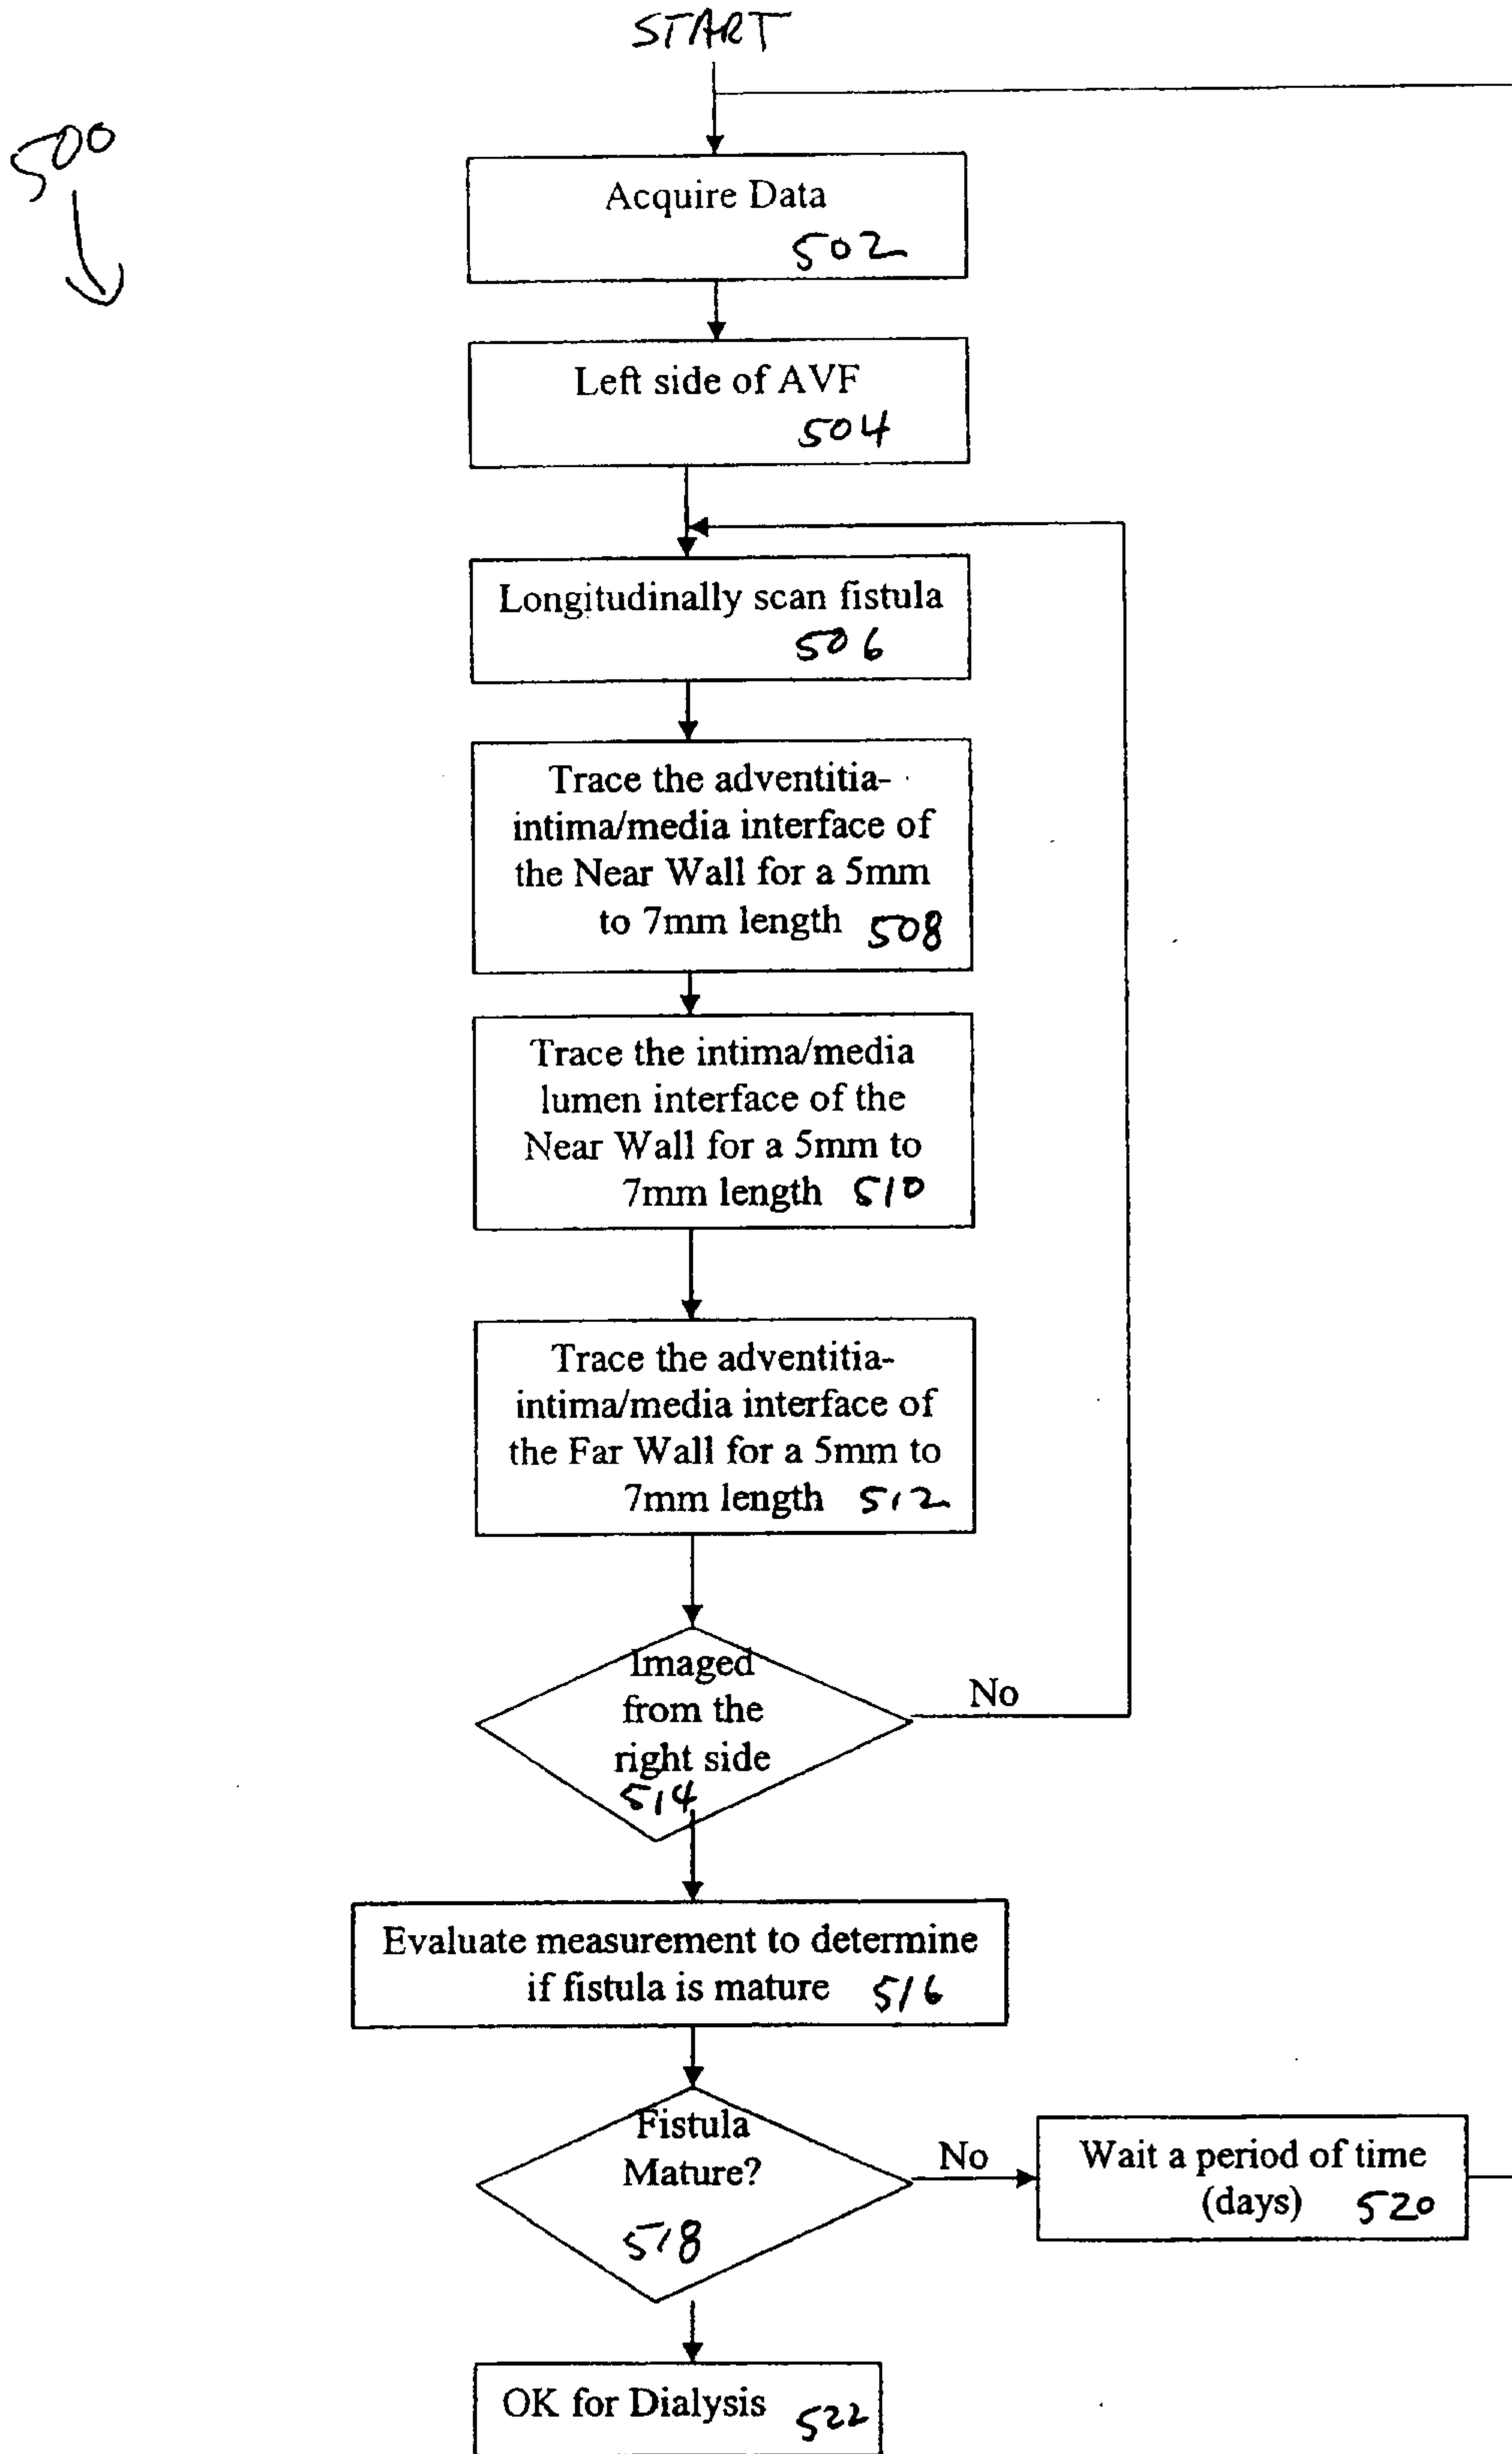 START
500
Acquire Data
502
Left side of AVF
504
Longitudinally scan fistula
506
Trace the adventitia-
intima/media interface of
the Near Wall for a 5mm
to 7mm length 508
Trace the intima/media
lumen interface of the
Near Wall for a 5mm to
7mm length 510
Trace the adventitia-
intima/media interface of
the Far Wall for a 5mm to
7mm length 512
Imaged
from the
right side
514
No
Evaluate measurement to determine
if fistula is mature 516
Fistula
Mature?
518
No
Wait a period of time
(days) 520
OK for Dialysis 522